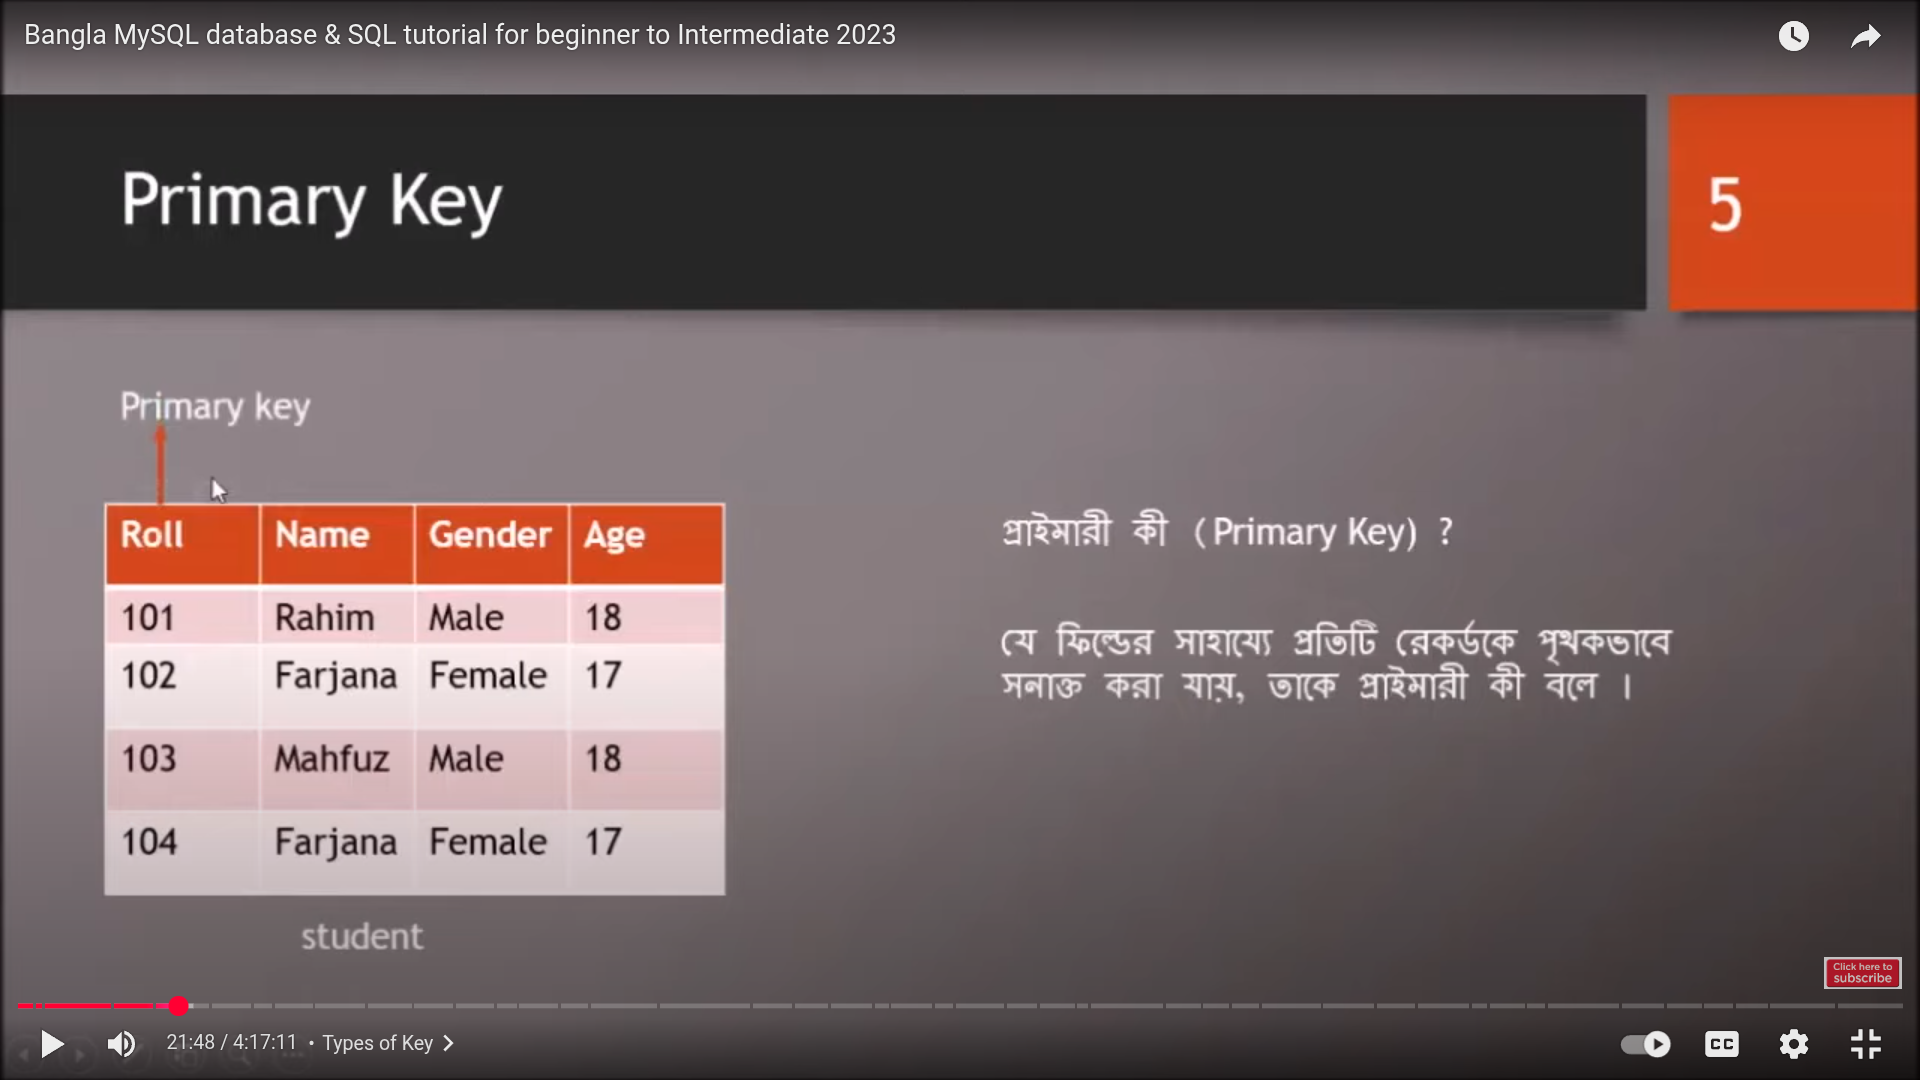 Bangla MySQL database & SQL tutorial for beginner to Intermediate 2023
Primary Key
5
Primary key
Roll Name Gender Age
101 Rahim Male 18
102 Farjana Female 17
103 Mahfuz Male 18
104 Farjana Female 17
student
প্রাইমারী কী (Primary Key) ?
যে ফিল্ডের সাহায্যে প্রতিটি রেকর্ডকে পৃথকভাবে
সনাক্ত করা যায়, তাকে প্রাইমারী কী বলে ।
Click here to
subscribe
21:48 / 4:17:11 • Types of Key
CC